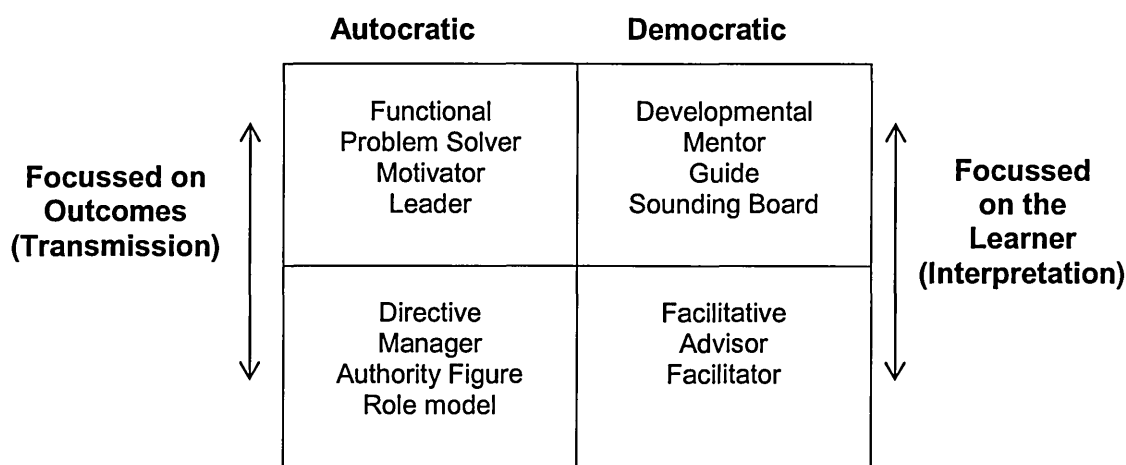 Autocratic
Democratic
Focussed on
Outcomes
(Transmission)
Functional
Problem Solver
Motivator
Leader
Developmental
Mentor
Guide
Sounding Board
Focussed
on the
Learner
(Interpretation)
Directive
Manager
Authority Figure
Role model
Facilitative
Advisor
Facilitator